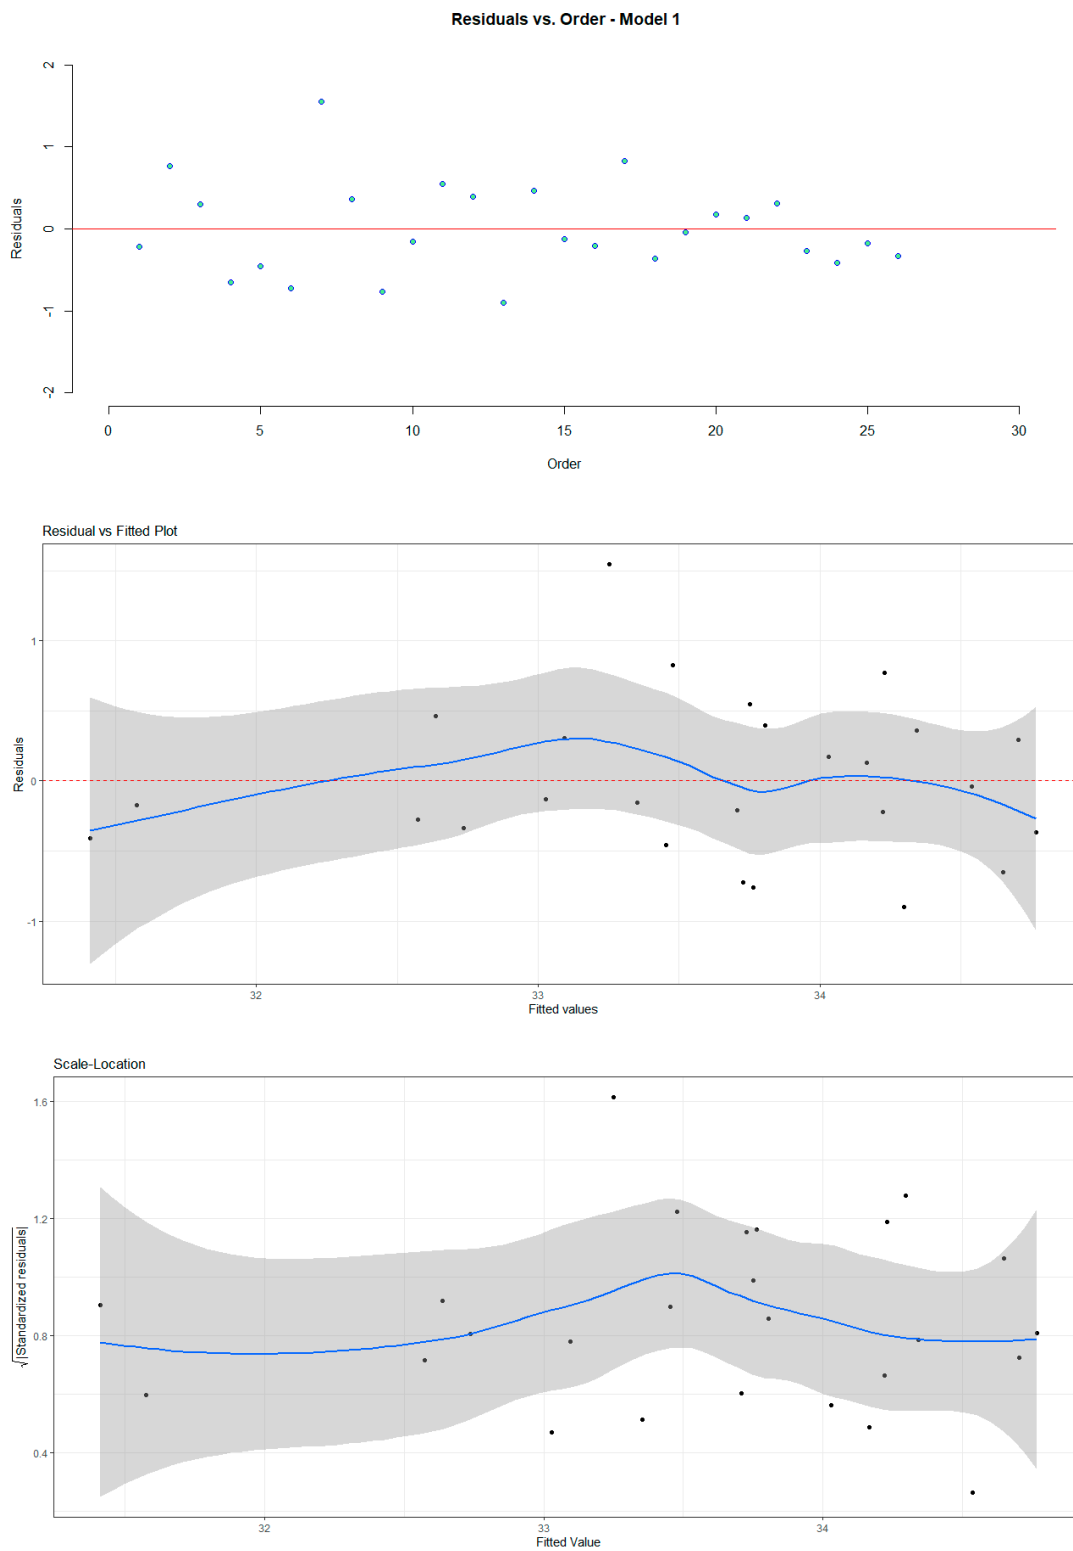 Residuals vs. Order - Model 1
2
1
0
-1
-2
Residuals
0 5 10 15 20 25 30
Order
Residual vs Fitted Plot
1
0
-1
Residuals
32 33 34
Fitted values
Scale-Location
1.6
1.2
0.8
0.4
√|Standardized residuals|
32 33 34
Fitted Value